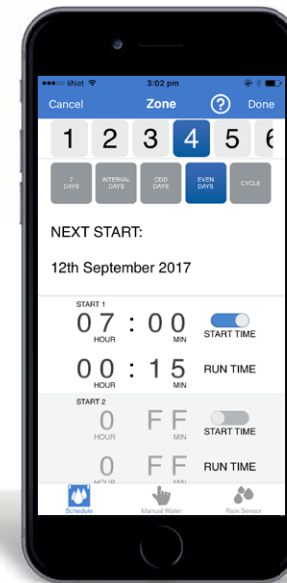 iiNet 3:02 pm
Cancel Zone ? Done
1 2 3 4 5 6
7 DAYS INTERVAL DAYS ODD DAYS EVEN DAYS CYCLE
NEXT START:
12th September 2017
START 1
07 : 00 START TIME
HOUR MIN
00 : 15 RUN TIME
HOUR MIN
START 2
0 FF START TIME
HOUR MIN
0 FF RUN TIME
HOUR MIN
Schedule Manual Water Rain Sensor